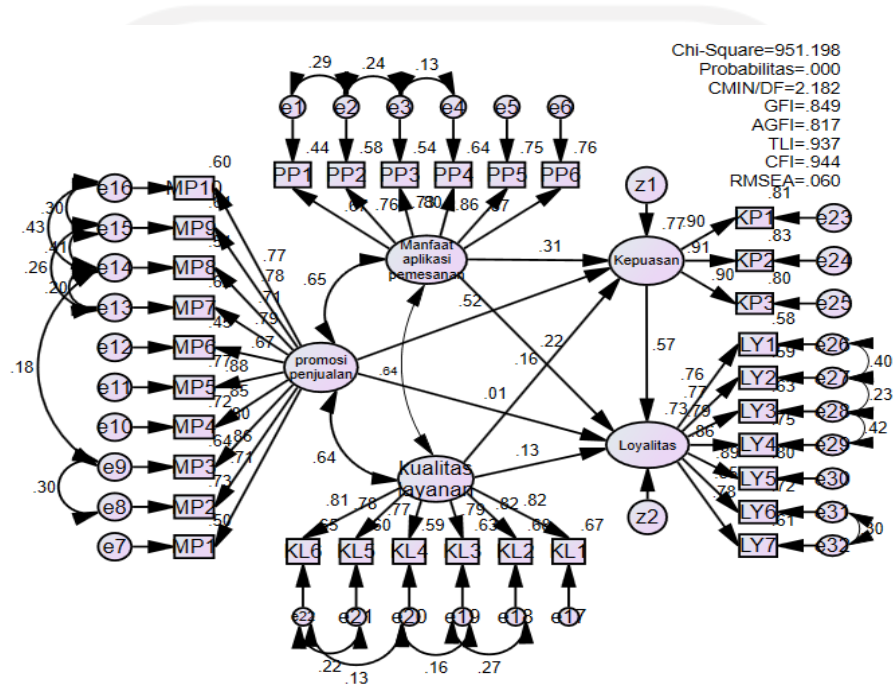 Chi-Square=951.198
Probabilitas=.000
CMIN/DF=2.182
GFI=.849
AGFI=.817
TLI=.937
CFI=.944
RMSEA=.060
.29 .24 .13
e1 e2 e3 e4 e5 e6
.44 .58 .54 .64 .75 .76
PP1 PP2 PP3 PP4 PP5 PP6
.76 .86
Manfaat
aplikasi
pemesanan
.65
.31
.52
.22
.16
.64
.01
.13
.57
z1
.77
Kepuasan
.90 .91 .90
.81
KP1 e23
.83
KP2 e24
.80
KP3 e25
.58
LY1 e26
LY2 e27
.63
LY3 e28
.75
LY4 e29
.80
LY5 e30
.72
LY6 e31
.61
LY7 e32
.40
.23
.42
.76
.77
.79
.73
.86
.89
.78
Loyalitas
z2
.60
e16 MP10
e15 MP9
e14 MP8
e13 MP7
.45
e12 MP6
.77
e11 MP5
.72
e10 MP4
e9 MP3
.64
e8 MP2
.73
e7 MP1
.50
.30
.43
.41
.26
.20
.18
.30
.77
.78
.71
.79
.67
.88
.85
.80
.86
.71
promosi
penjualan
.64
kualitas
layanan
.81 .78 .77 .79 .82 .82
.59 .63 .67
KL6 KL5 KL4 KL3 KL2 KL1
e22 e21 e20 e19 e18 e17
.22 .13 .16 .27